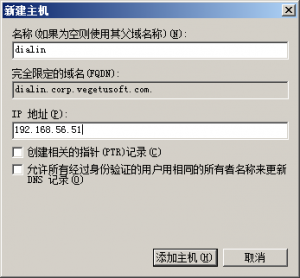 新建主机
名称(如果为空则使用其父域名称)(N):
dialin
完全限定的域名(FQDN):
dialin.corp.vegetusoft.com.
IP 地址(P):
192.168.56.51
创建相关的指针(PTR)记录(C)
允许所有经过身份验证的用户用相同的所有者名称来更新
DNS 记录(O)
添加主机(H)
取消